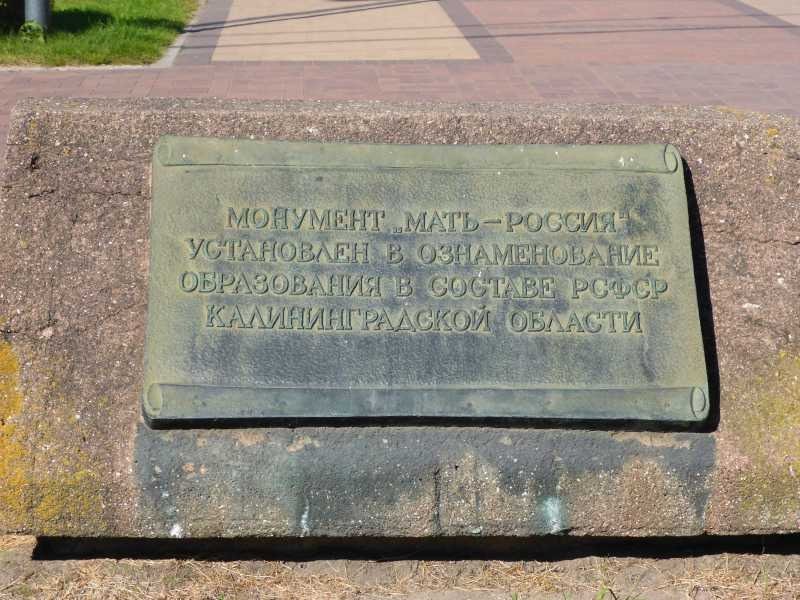 МОНУМЕНТ „МАТЬ–РОССИЯ“
УСТАНОВЛЕН В ОЗНАМЕНОВАНИЕ
ОБРАЗОВАНИЯ В СОСТАВЕ РСФСР
КАЛИНИНГРАДСКОЙ ОБЛАСТИ